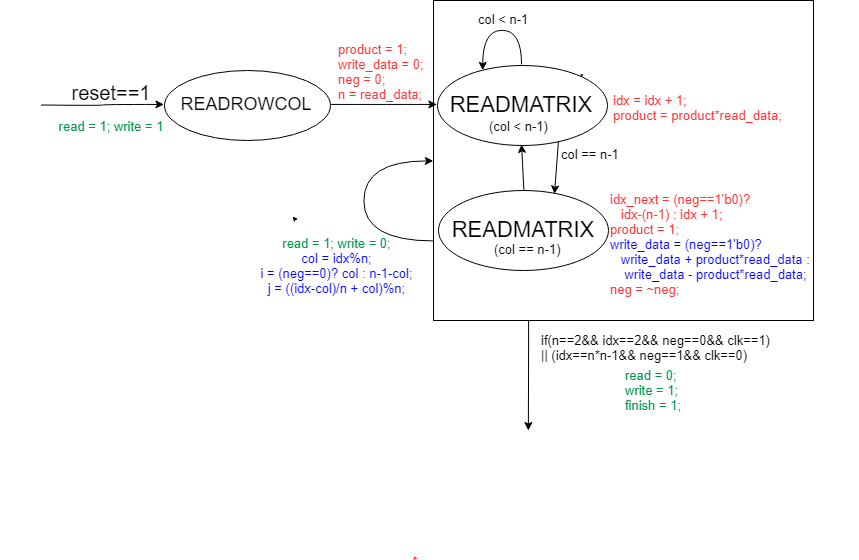 col < n-1
product = 1;
write_data = 0;
neg = 0;
n = read_data;
reset==1
READROWCOL
read = 1; write = 1
READMATRIX
(col < n-1)
idx = idx + 1;
product = product*read_data;
col == n-1
READMATRIX
(col == n-1)
idx_next = (neg==1'b0)?
idx-(n-1) : idx + 1;
product = 1;
write_data = (neg==1'b0)?
write_data + product*read_data :
write_data - product*read_data;
neg = ~neg;
read = 1; write = 0;
col = idx%n;
i = (neg==0)? col : n-1-col;
j = ((idx-col)/n + col)%n;
if(n==2&& idx==2&& neg==0&& clk==1)
|| (idx==n*n-1&& neg==1&& clk==0)
read = 0;
write = 1;
finish = 1;